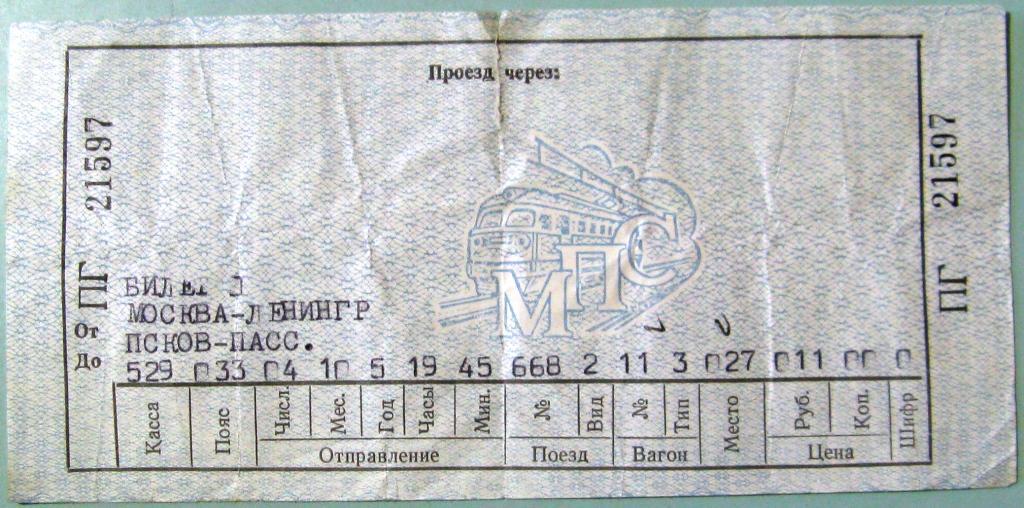 Проезд через:
ПГ 21597
ПГ 21597
МПС
БИЛЕТ
МОСКВА-ЛЕНИНГР
От
ПСКОВ-ПАСС.
До
529 033 04 10 5 19 45 668 2 11 3 027 011 00 0
Касса Пояс Числ. Мес. Год Часы Мин. № Вид № Тип Место Руб. Коп. Шифр
Отправление Поезд Вагон Цена